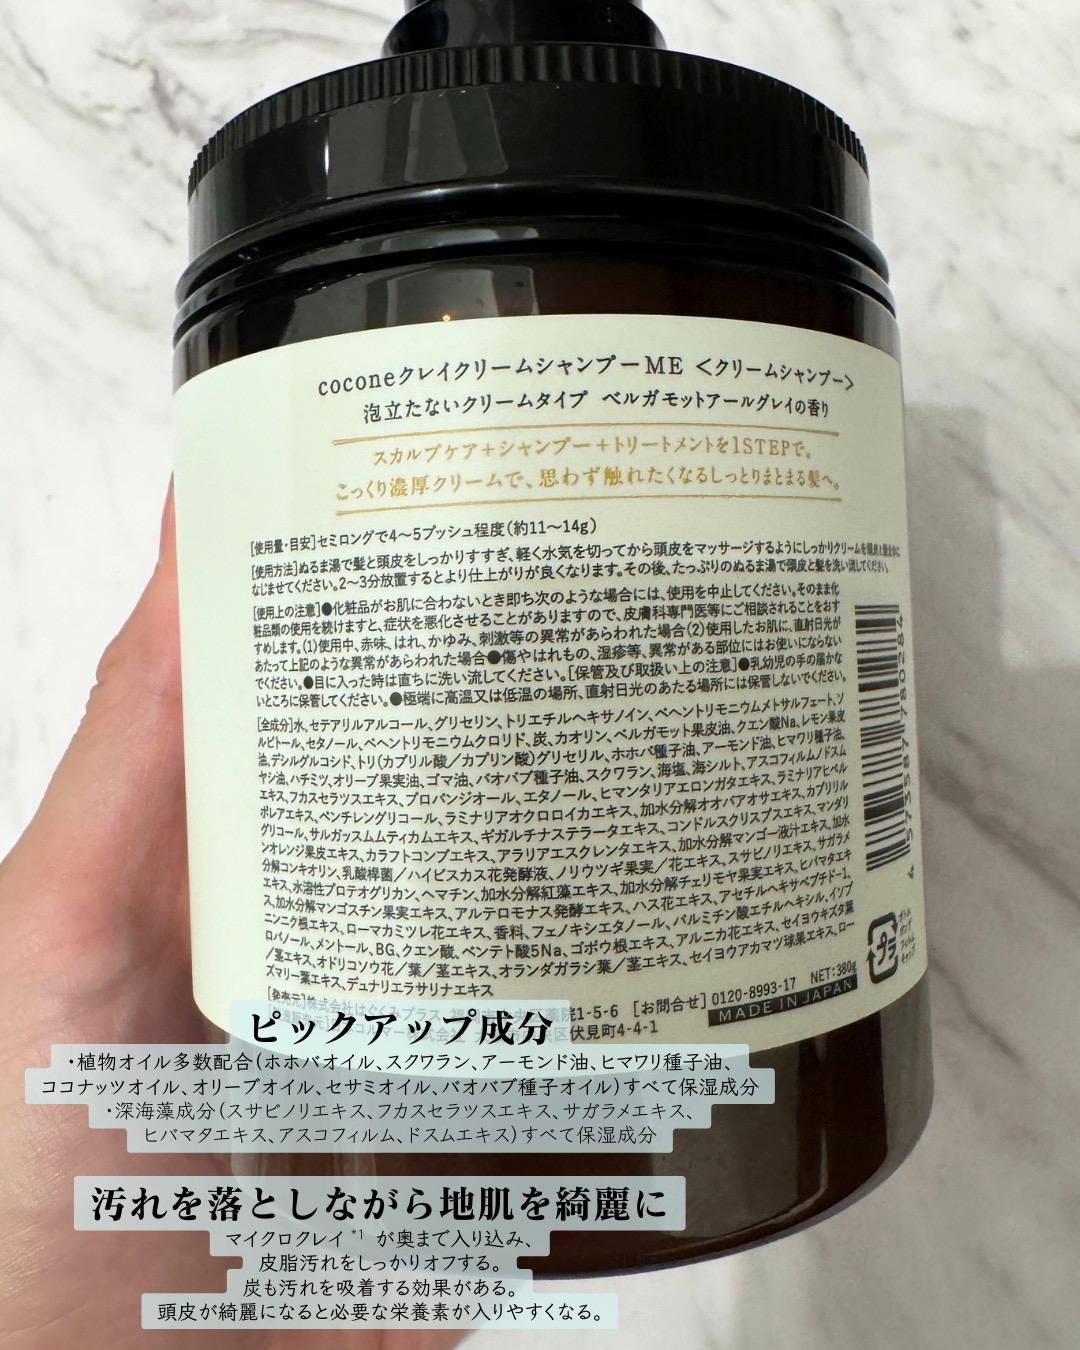 coconeクレイクリームシャンプーME ＜クリームシャンプー＞
泡立たないクリームタイプ ベルガモットアールグレイの香り
スカルプケア＋シャンプー＋トリートメントを1STEPで。
こっくり濃厚クリームで、思わず触れたくなるしっとりまとまる髪へ。
[使用量・目安]セミロングで4〜5プッシュ程度(約11〜14g)
[使用方法]ぬるま湯で髪と頭皮をしっかりすすぎ、軽く水気を切ってから頭皮をマッサージするようにしっかりクリームを頭皮と髪全体に
なじませてください。2〜3分放置するとより仕上がりが良くなります。その後、たっぷりのぬるま湯で頭皮と髪を洗い流してください。
[使用上の注意]●化粧品がお肌に合わないとき即ち次のような場合には、使用を中止してください。そのまま化
粧品類の使用を続けますと、症状を悪化させることがありますので、皮膚科専門医等にご相談されることをおす
すめします。(1)使用中、赤味、はれ、かゆみ、刺激等の異常があらわれた場合(2)使用したお肌に、直射日光が
あたって上記のような異常があらわれた場合●傷やはれもの、湿疹等、異常がある部位にはお使いにならない
でください。●目に入った時は直ちに洗い流してください。[保管及び取扱い上の注意]●乳幼児の手の届かな
いところに保管してください。●極端に高温又は低温の場所、直射日光のあたる場所には保管しないでください。
[全成分]水、セテアリルアルコール、グリセリン、トリエチルヘキサノイン、ベヘントリモニウムメトサルフェート、ソ
ルビトール、セタノール、ベヘントリモニウムクロリド、炭、カオリン、ベルガモット果皮油、クエン酸Na、レモン果皮
油、デシルグルコシド、トリ(カプリル酸／カプリン酸)グリセリル、ホホバ種子油、アーモンド油、ヒマワリ種子油、
ヤシ油、ハチミツ、オリーブ果実油、ゴマ油、バオバブ種子油、スクワラン、海塩、海シルト、アスコフィルムノドスム
エキス、フカスセラツスエキス、プロパンジオール、エタノール、ヒマンタリアエロンガタエキス、ラミナリアヒペル
ボレアエキス、ペンチレングリコール、ラミナリアオクロロイカエキス、加水分解オオバアオサエキス、カプリリル
グリコール、サルガッスムムティカムエキス、ギガルチナステラータエキス、コンドルスクリスプスエキス、マンダリ
ンオレンジ果皮エキス、カラフトコンブエキス、アラリアエスクレンタエキス、加水分解マンゴー液汁エキス、加水
分解コンキオリン、乳酸桿菌／ハイビスカス花発酵液、ノリウツギ果実／花エキス、スサビノリエキス、サガラメ
エキス、水溶性プロテオグリカン、ヘマチン、加水分解紅藻エキス、加水分解チェリモヤ果実エキス、ヒバマタエキ
ス、加水分解マンゴスチン果実エキス、アルテロモナス発酵エキス、ハス花エキス、アセチルヘキサペプチド-1、
ニンニク根エキス、ローマカミツレ花エキス、香料、フェノキシエタノール、パルミチン酸エチルヘキシル、イソプ
ロパノール、メントール、BG、クエン酸、ペンテト酸5Na、ゴボウ根エキス、アルニカ花エキス、セイヨウキズタ葉
／茎エキス、オドリコソウ花／葉／茎エキス、オランダガラシ葉／茎エキス、セイヨウアカマツ球果エキス、ロー
ズマリー葉エキス、デュナリエラサリナエキス
[発売元]株式会社はぐくみプラス 1-5-6 [お問合せ] 0120-8993-17 NET:380g
伏見町4-4-1 MADE IN JAPAN
プラ
ピックアップ成分
・植物オイル多数配合(ホホバオイル、スクワラン、アーモンド油、ヒマワリ種子油、
ココナッツオイル、オリーブオイル、セサミオイル、バオバブ種子オイル)すべて保湿成分
・深海藻成分(スサビノリエキス、フカスセラツスエキス、サガラメエキス、
ヒバマタエキス、アスコフィルム、ドスムエキス)すべて保湿成分
汚れを落としながら地肌を綺麗に
マイクロクレイ*1 が奥まで入り込み、
皮脂汚れをしっかりオフする。
炭も汚れを吸着する効果がある。
頭皮が綺麗になると必要な栄養素が入りやすくなる。